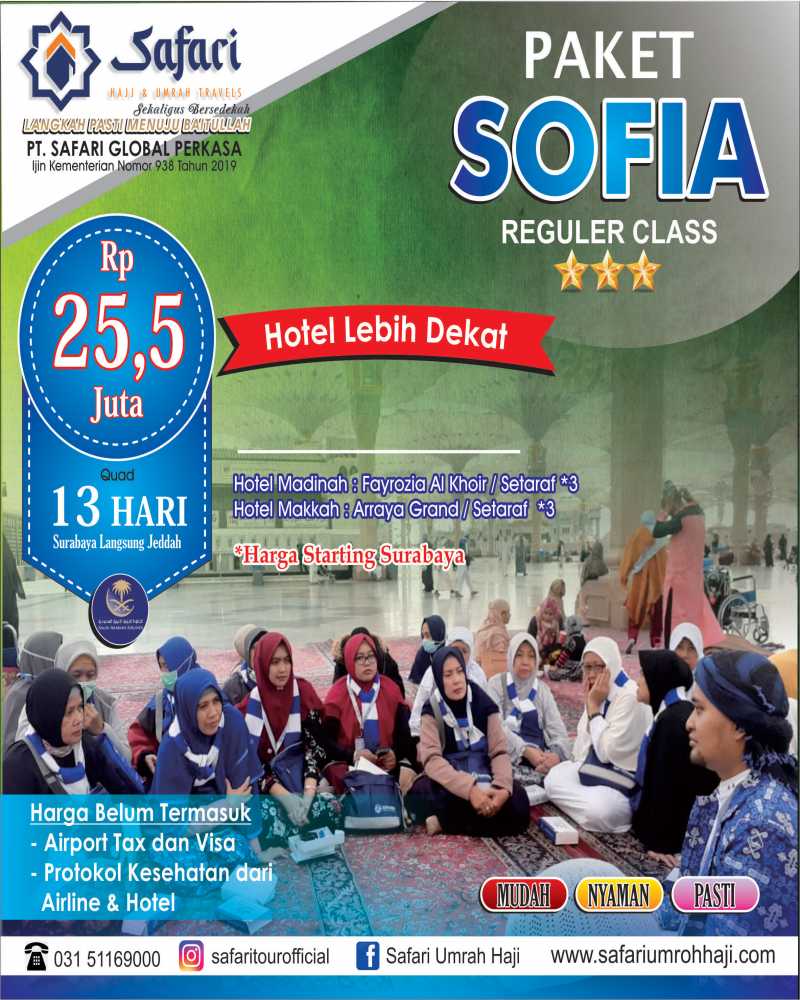 Safari
HAJJ & UMRAH TRAVELS
Sekaligus Bersedekah
LANGKAH PASTI MENUJU BAITULLAH
PT. SAFARI GLOBAL PERKASA
Ijin Kementerian Nomor 938 Tahun 2019
PAKET
SOFIA
REGULER CLASS
Rp
25,5
Juta
Hotel Lebih Dekat
Quad
13 HARI
Surabaya Langsung Jeddah
Hotel Madinah : Fayrozia Al Khoir / Setaraf *3
Hotel Makkah : Arraya Grand / Setaraf *3
*Harga Starting Surabaya
Harga Belum Termasuk
- Airport Tax dan Visa
- Protokol Kesehatan dari
Airline & Hotel
MUDAH
NYAMAN
PASTI
031 51169000
safaritourofficial
Safari Umrah Haji
www.safariumrohhaji.com